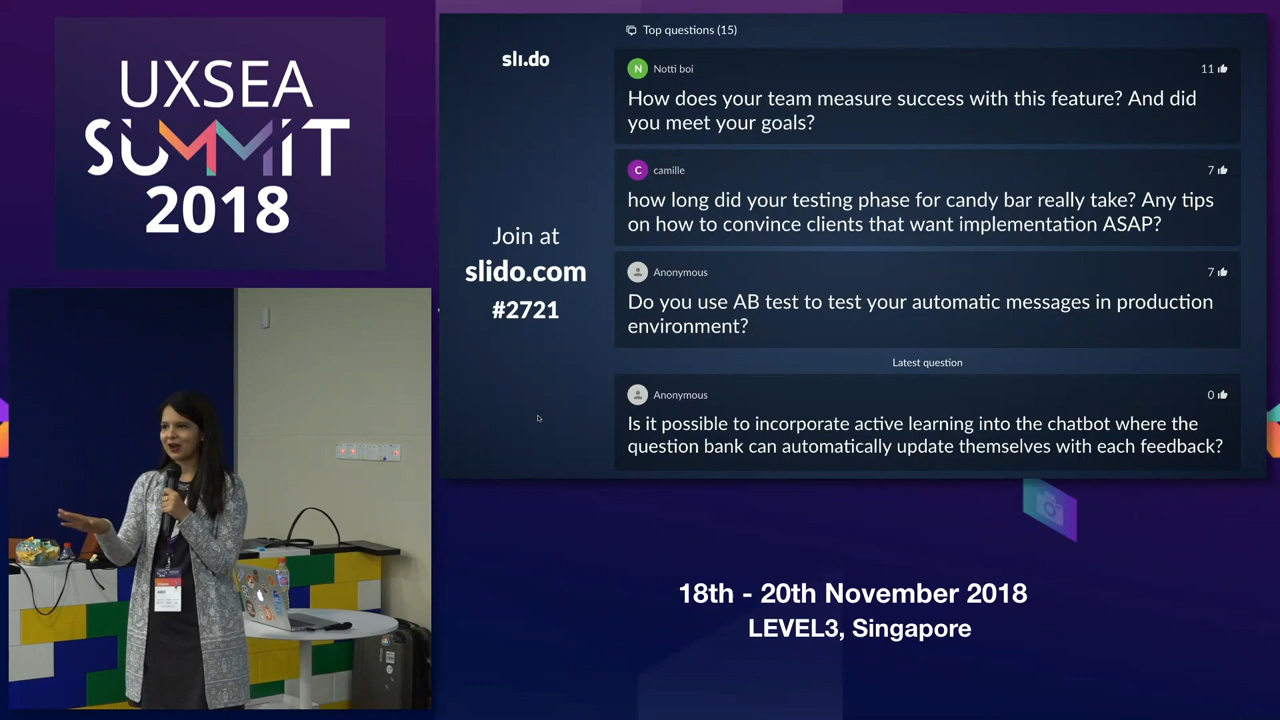 UXSEA
SUMMIT
2018
sli.do
Join at
slido.com
#2721
Top questions (15)
N
Notti boi
11
How does your team measure success with this feature? And did
you meet your goals?
C
camille
7
how long did your testing phase for candy bar really take? Any tips
on how to convince clients that want implementation ASAP?
Anonymous
7
Do you use AB test to test your automatic messages in production
environment?
Latest question
Anonymous
0
Is it possible to incorporate active learning into the chatbot where the
question bank can automatically update themselves with each feedback?
18th - 20th November 2018
LEVEL3, Singapore